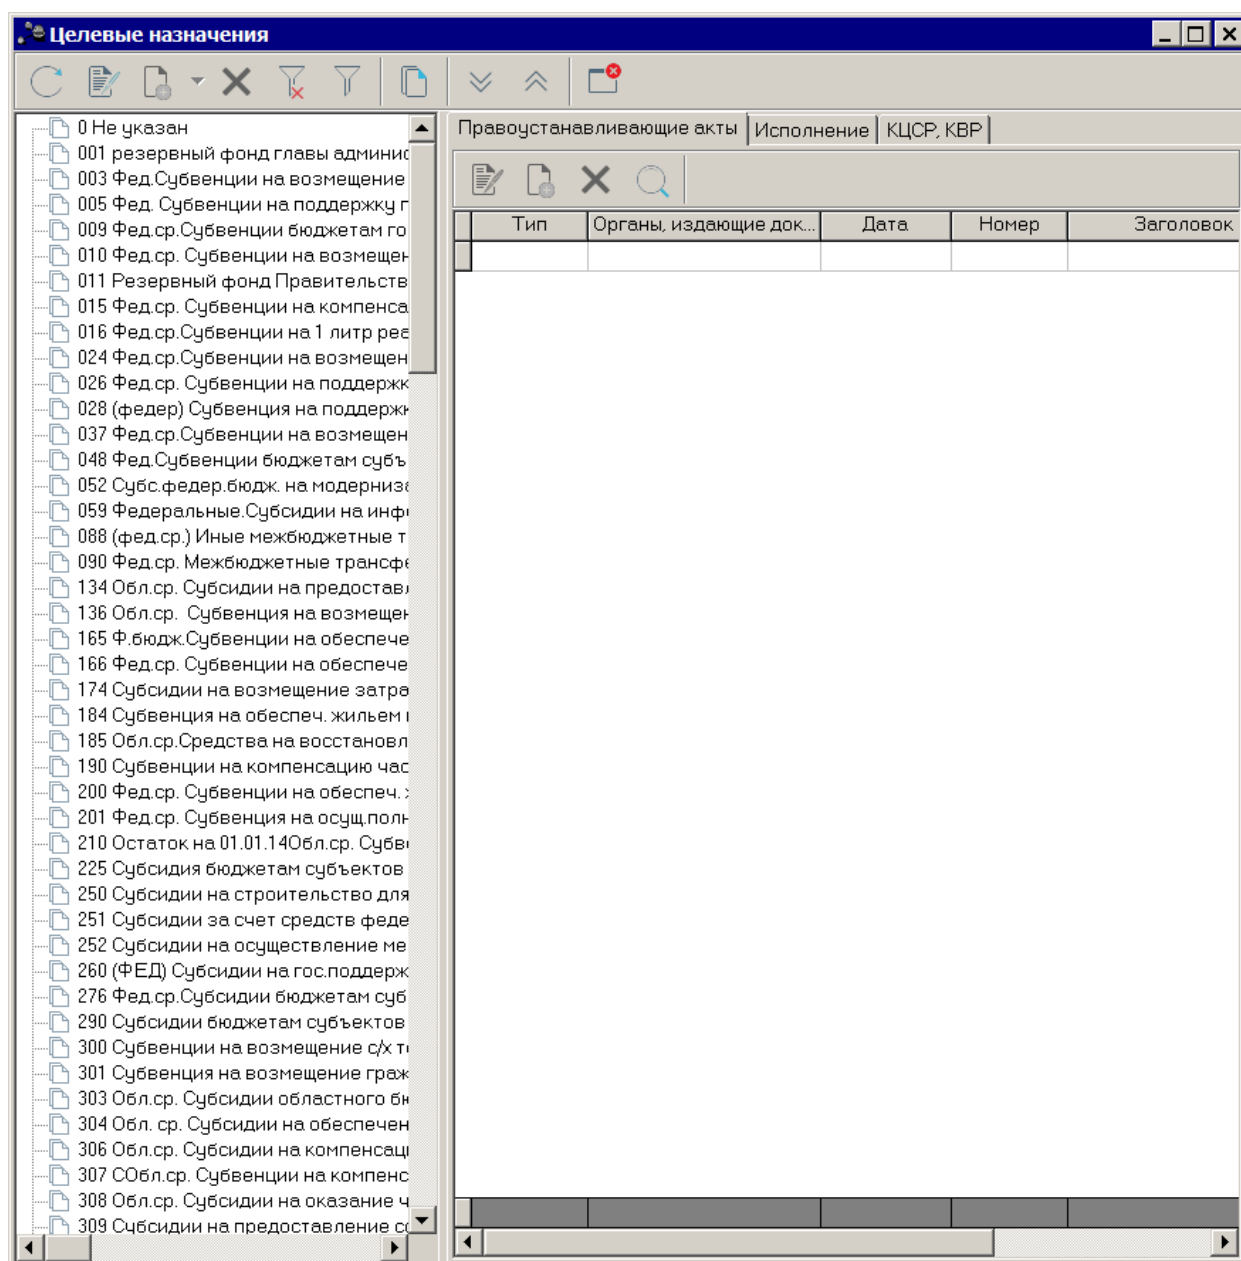 Целевые назначения
0 Не указан
001 резервный фонд главы админис
003 Фед.Субвенции на возмещение
005 Фед. Субвенции на поддержку г
009 Фед.ср.Субвенции бюджетам го
010 Фед.ср. Субвенции на возмещен
011 Резервный фонд Правительств
015 Фед.ср. Субвенции на компенса
016 Фед.ср.Субвенции на 1 литр реа
024 Фед.ср.Субвенции на возмещен
026 Фед.ср. Субвенции на поддержк
028 (федер) Субвенция на поддержк
037 Фед.ср.Субвенции на возмещен
048 Фед.Субвенции бюджетам субъ
052 Субс.федер.бюдж. на модерниза
059 Федеральные.Субсидии на инфо
088 (фед.ср.) Иные межбюджетные т
090 Фед.ср. Межбюджетные трансфе
134 Обл.ср. Субсидии на предостав
136 Обл.ср.  Субвенция на возмещен
165 Ф.бюдж.Субвенции на обеспече
166 Фед.ср. Субвенции на обеспече
174 Субсидии на возмещение затра
184 Субвенция на обеспеч. жильем
185 Обл.ср.Средства на восстановл
190 Субвенции на компенсацию час
200 Фед.ср. Субвенции на обеспеч.
201 Фед.ср. Субвенция на осущ.полн
210 Остаток на 01.01.14Обл.ср. Субв
225 Субсидия бюджетам субъектов
250 Субсидии на строительство для
251 Субсидии за счет средств феде
252 Субсидии на осуществление ме
260 (ФЕД) Субсидии на гос.поддерж
276 Фед.ср.Субсидии бюджетам суб
290 Субсидии бюджетам субъектов
300 Субвенции на возмещение с/х т
301 Субвенция на возмещение граж
303 Обл.ср. Субсидии областного бю
304 Обл. ср. Субсидии на обеспечен
306 Обл.ср. Субсидии на компенсац
307 СОбл.ср. Субвенции на компенс
308 Обл.ср. Субсидии на оказание ч
309 Субсидии на предоставление со
Правоустанавливающие акты Исполнение КЦСР, КВР
Тип Органы, издающие док... Дата Номер Заголовок